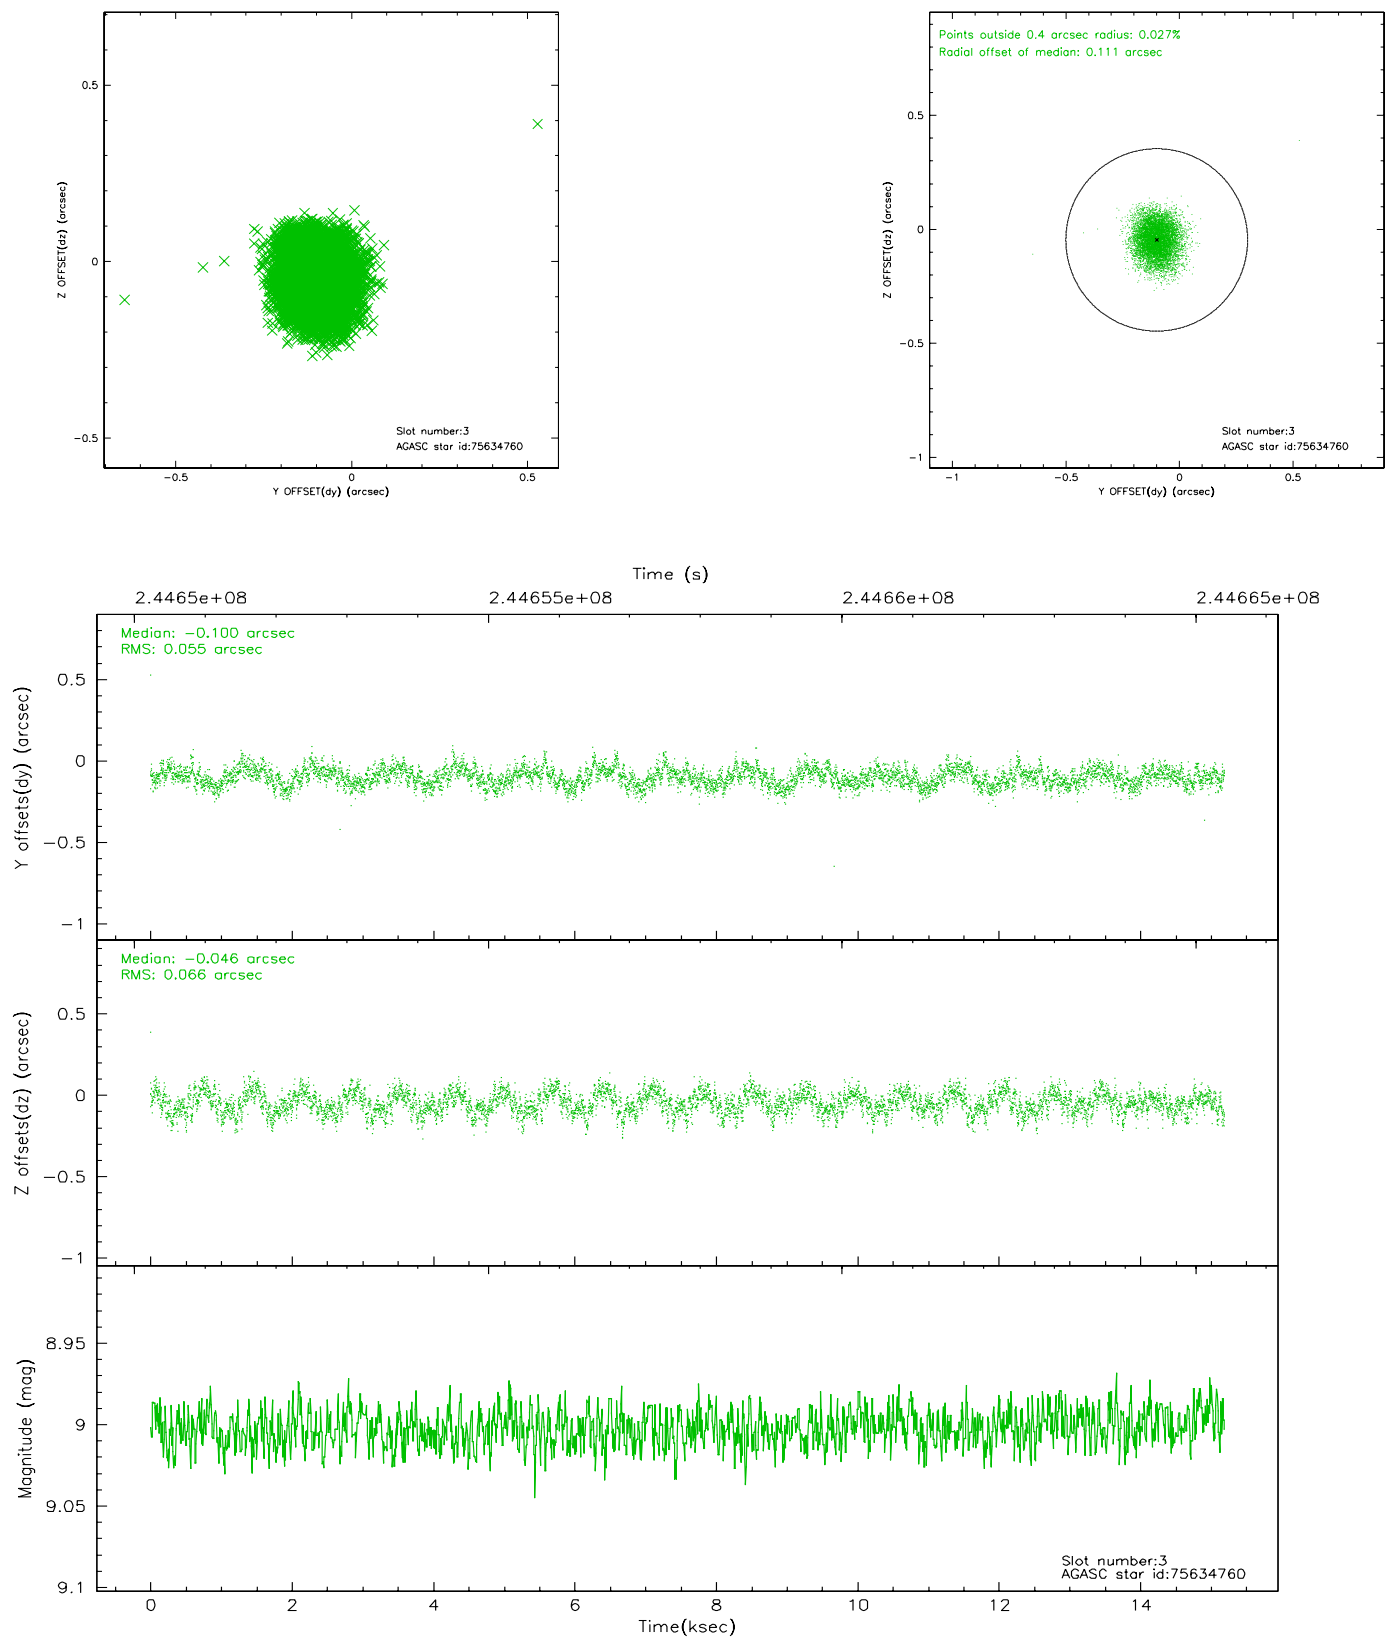 0.5
0
−0.5
Z OFFSET(dz) (arcsec)
Slot number:3
AGASC star id:75634760
−0.5
0
0.5
Y OFFSET(dy) (arcsec)
Points outside 0.4 arcsec radius: 0.027%
Radial offset of median: 0.111 arcsec
0.5
0
−0.5
−1
Z OFFSET(dz) (arcsec)
Slot number:3
AGASC star id:75634760
−1
−0.5
0
0.5
Y OFFSET(dy) (arcsec)
Time (s)
2.4465e+08
2.44655e+08
2.4466e+08
2.44665e+08
Median: −0.100 arcsec
RMS: 0.055 arcsec
0.5
0
−0.5
−1
Y offsets(dy) (arcsec)
Median: −0.046 arcsec
RMS: 0.066 arcsec
0.5
0
−0.5
−1
Z offsets(dz) (arcsec)
8.95
9
9.05
9.1
Magnitude (mag)
Slot number:3
AGASC star id:75634760
0
2
4
6
8
10
12
14
Time(ksec)